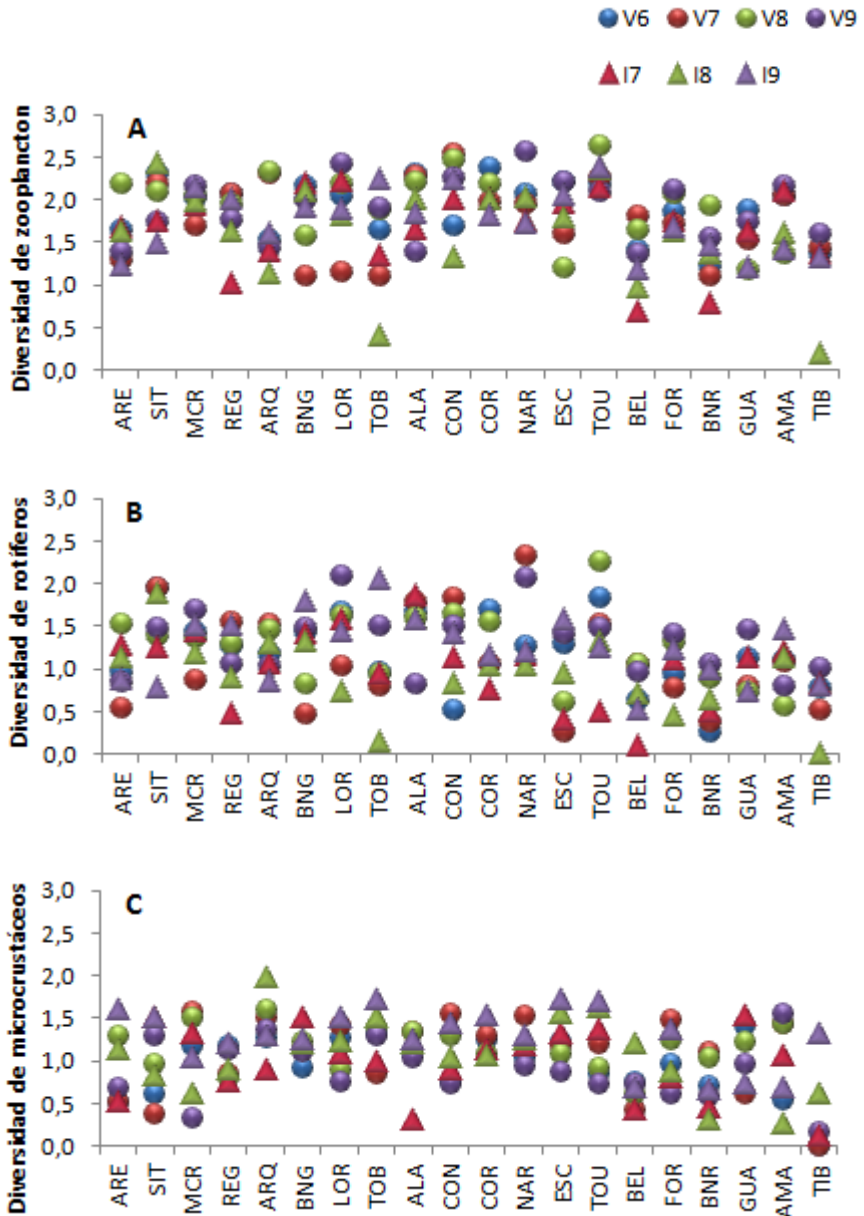 V6 V7 V8 V9
I7 I8 I9
A
Diversidad de zooplancton
3,0
2,5
2,0
1,5
1,0
0,5
0,0
ARE SIT MCR REG ARQ BNG LOR TOB ALA CON COR NAR ESC TOU BEL FOR BNR GUA AMA TIB
B
Diversidad de rotíferos
3,0
2,5
2,0
1,5
1,0
0,5
0,0
ARE SIT MCR REG ARQ BNG LOR TOB ALA CON COR NAR ESC TOU BEL FOR BNR GUA AMA TIB
C
Diversidad de microcrustáceos
3,0
2,5
2,0
1,5
1,0
0,5
0,0
ARE SIT MCR REG ARQ BNG LOR TOB ALA CON COR NAR ESC TOU BEL FOR BNR GUA AMA TIB